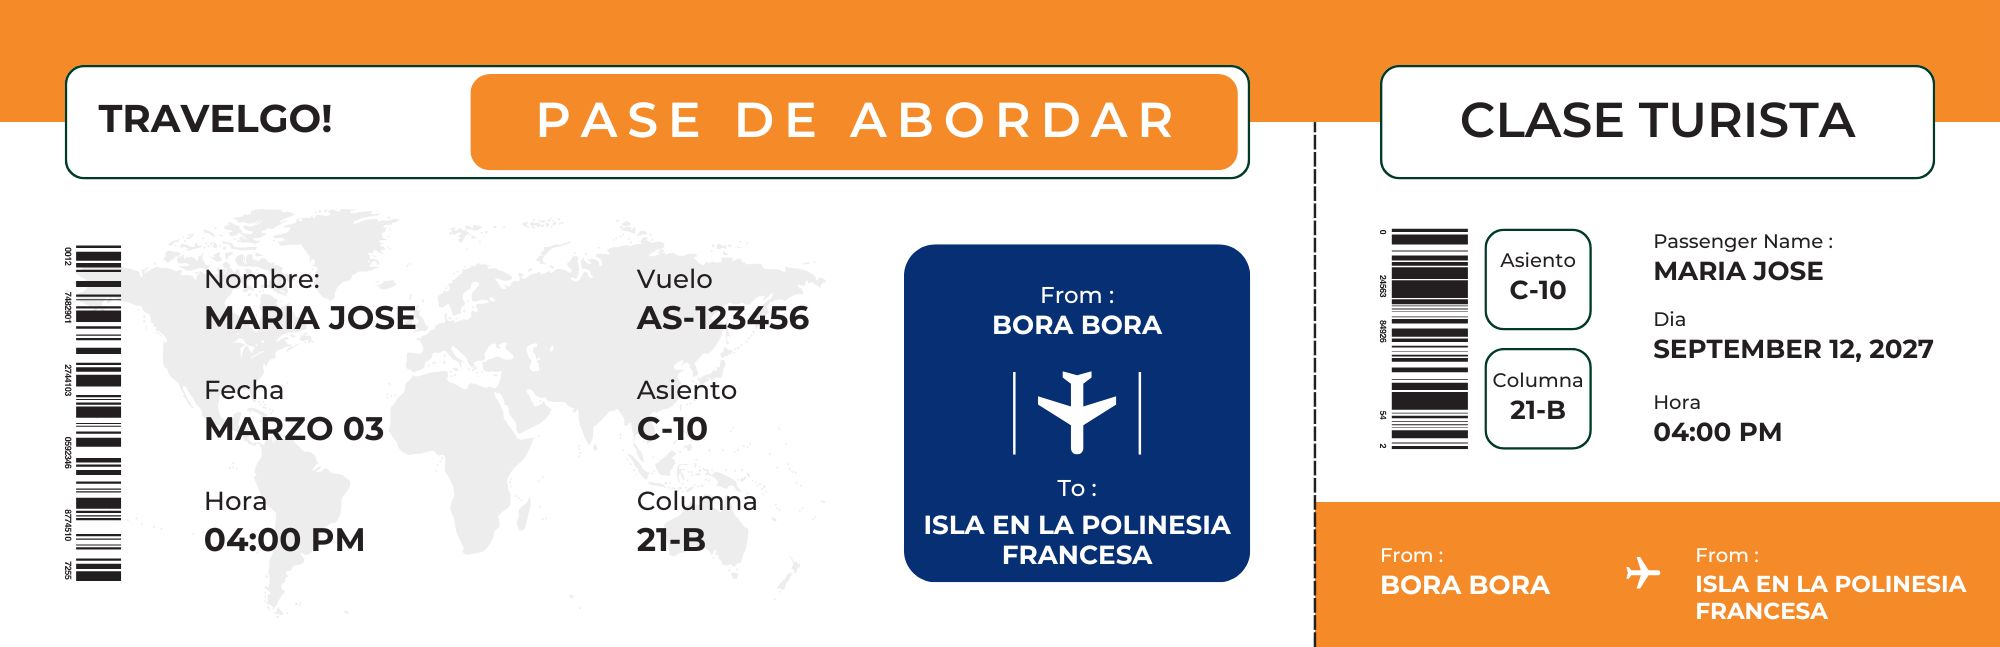 TRAVELGO!
PASE DE ABORDAR
Nombre:
MARIA JOSE
Fecha
MARZO 03
Hora
04:00 PM
Vuelo
AS-123456
Asiento
C-10
Columna
21-B
From :
BORA BORA
To :
ISLA EN LA POLINESIA
FRANCESA
0012
7482901
2744103
0592346
8774510
7255
CLASE TURISTA
0
24563
84926
54
2
Asiento
C-10
Columna
21-B
Passenger Name :
MARIA JOSE
Dia
SEPTEMBER 12, 2027
Hora
04:00 PM
From :
BORA BORA
From :
ISLA EN LA POLINESIA
FRANCESA